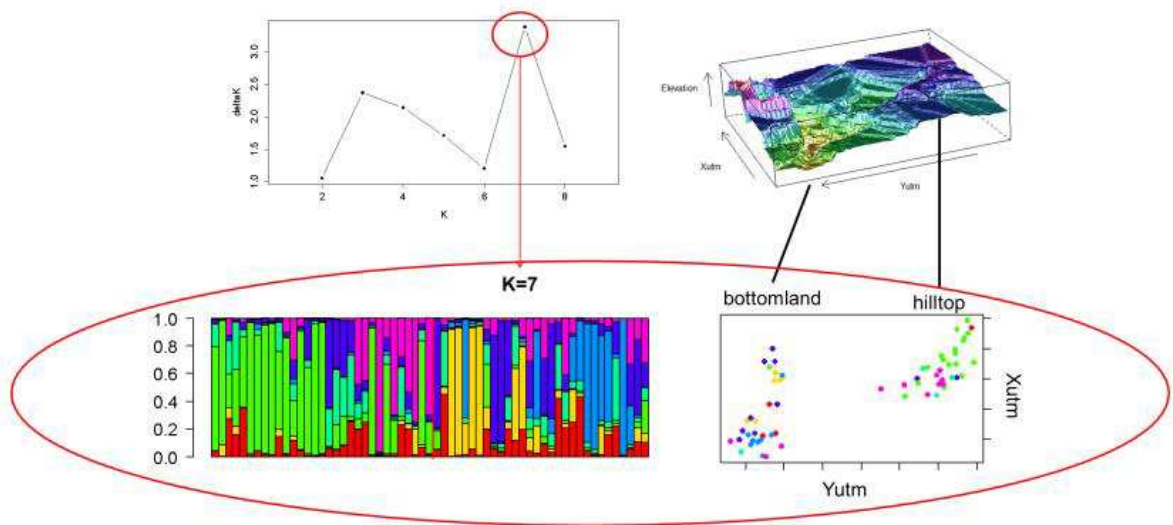 3.0
2.5
2.0
1.5
1.0
deltaK
2 4 6 8
K
Elevation
Xutm
Yutm
K=7
bottomland
hilltop
1.0
0.8
0.6
0.4
0.2
0.0
Xutm
Yutm